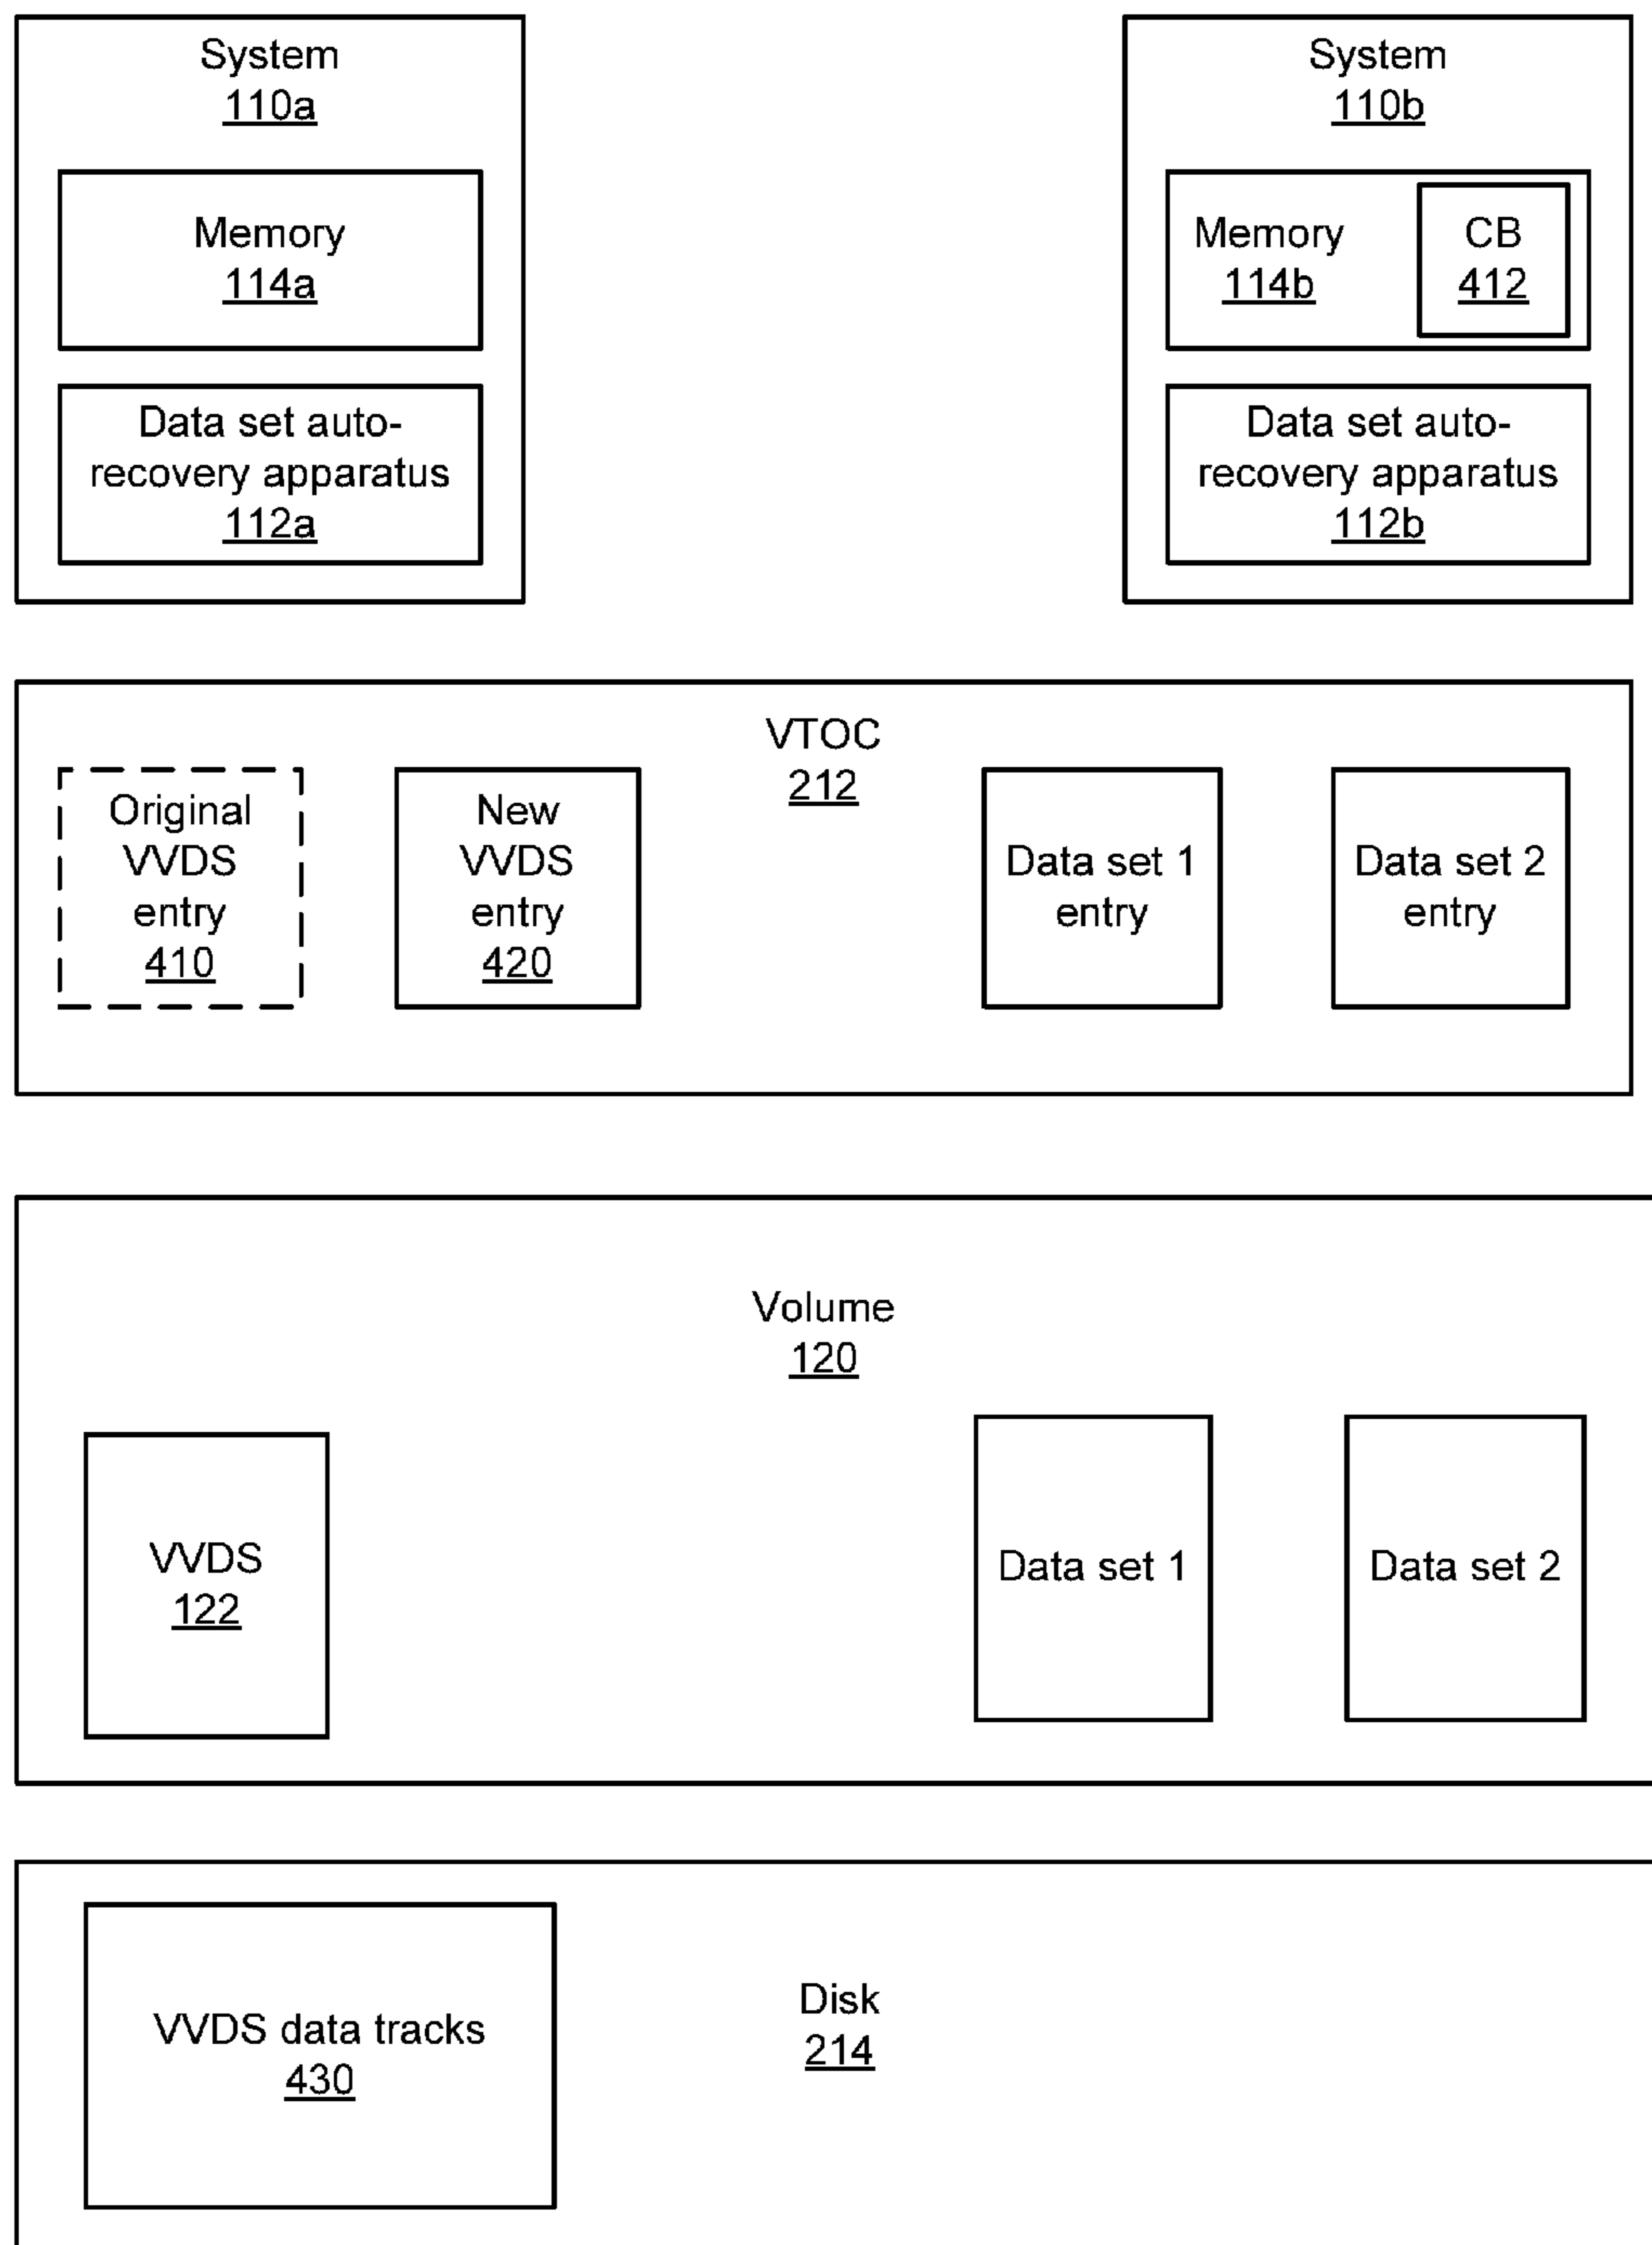 System
110a
Memory
114a
Data set auto-
recovery apparatus
112a
System
110b
Memory
114b
CB
412
Data set auto-
recovery apparatus
112b
VTOC
212
Original
VVDS
entry
410
New
VVDS
entry
420
Data set 1
entry
Data set 2
entry
Volume
120
VVDS
122
Data set 1
Data set 2
Disk
214
VVDS data tracks
430